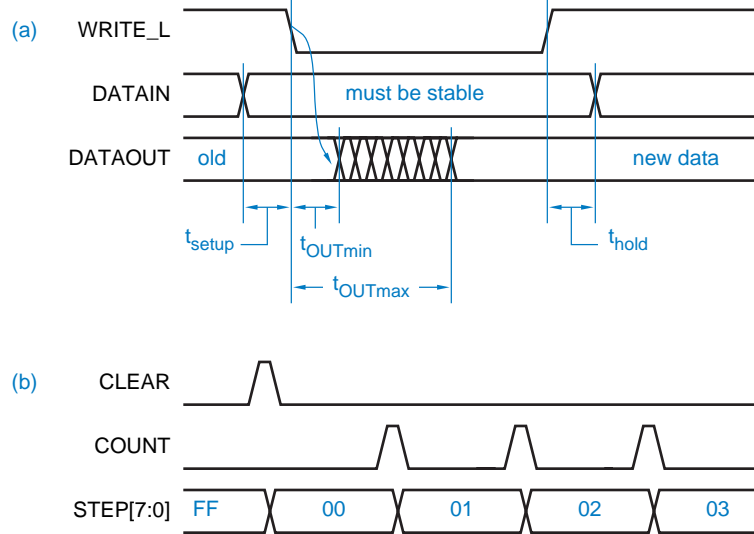 (a) WRITE_L
DATAIN must be stable
DATAOUT old new data
tsetup tOUTmin thold
tOUTmax
(b) CLEAR
COUNT
STEP[7:0] FF 00 01 02 03